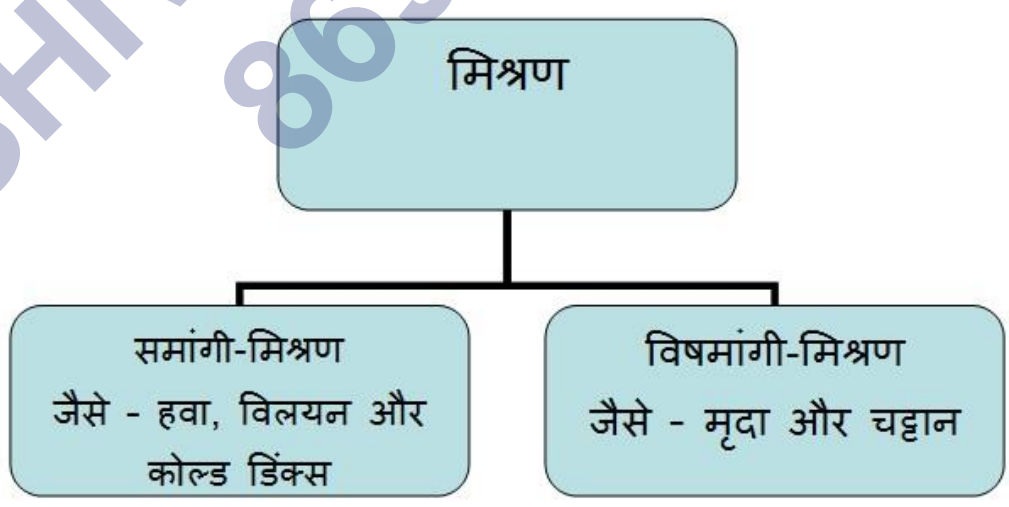 मिश्रण
समांगी-मिश्रण
जैसे - हवा, विलयन और
कोल्ड डिंक्स
विषमांगी-मिश्रण
जैसे - मृदा और चट्टान